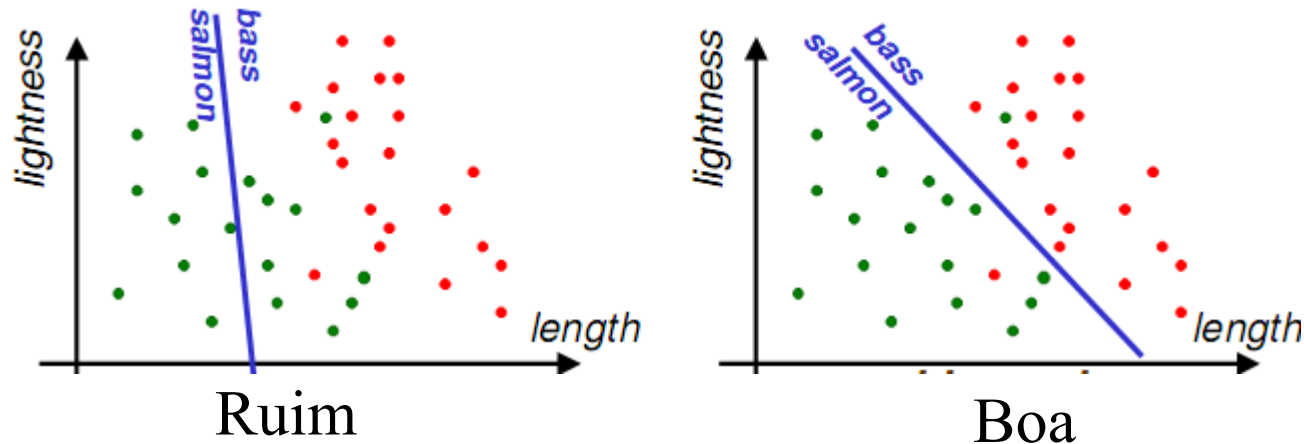 lightness
salmon
bass
length
Ruim
lightness
salmon
bass
length
Boa